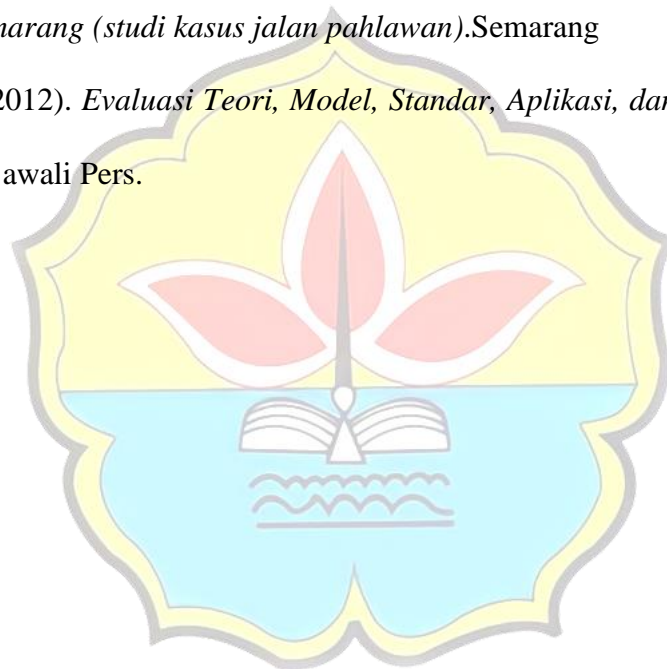 marang (studi kasus jalan pahlawan).Semarang
2012). Evaluasi Teori, Model, Standar, Aplikasi, dan
awali Pers.